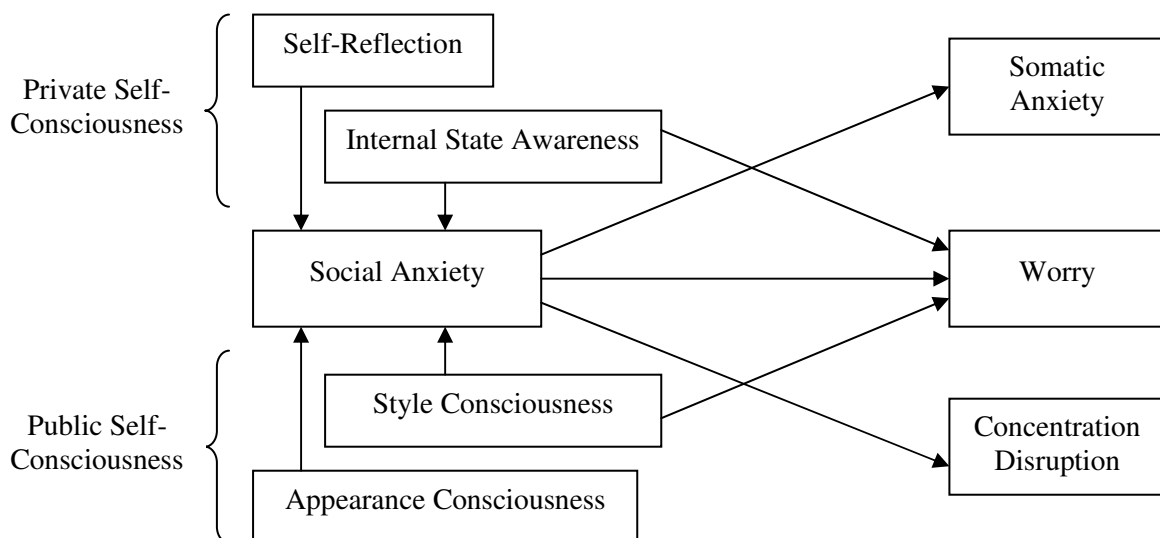 Self-Reflection
Private Self-
Consciousness
Internal State Awareness
Somatic
Anxiety
Social Anxiety
Worry
Public Self-
Consciousness
Style Consciousness
Appearance Consciousness
Concentration
Disruption